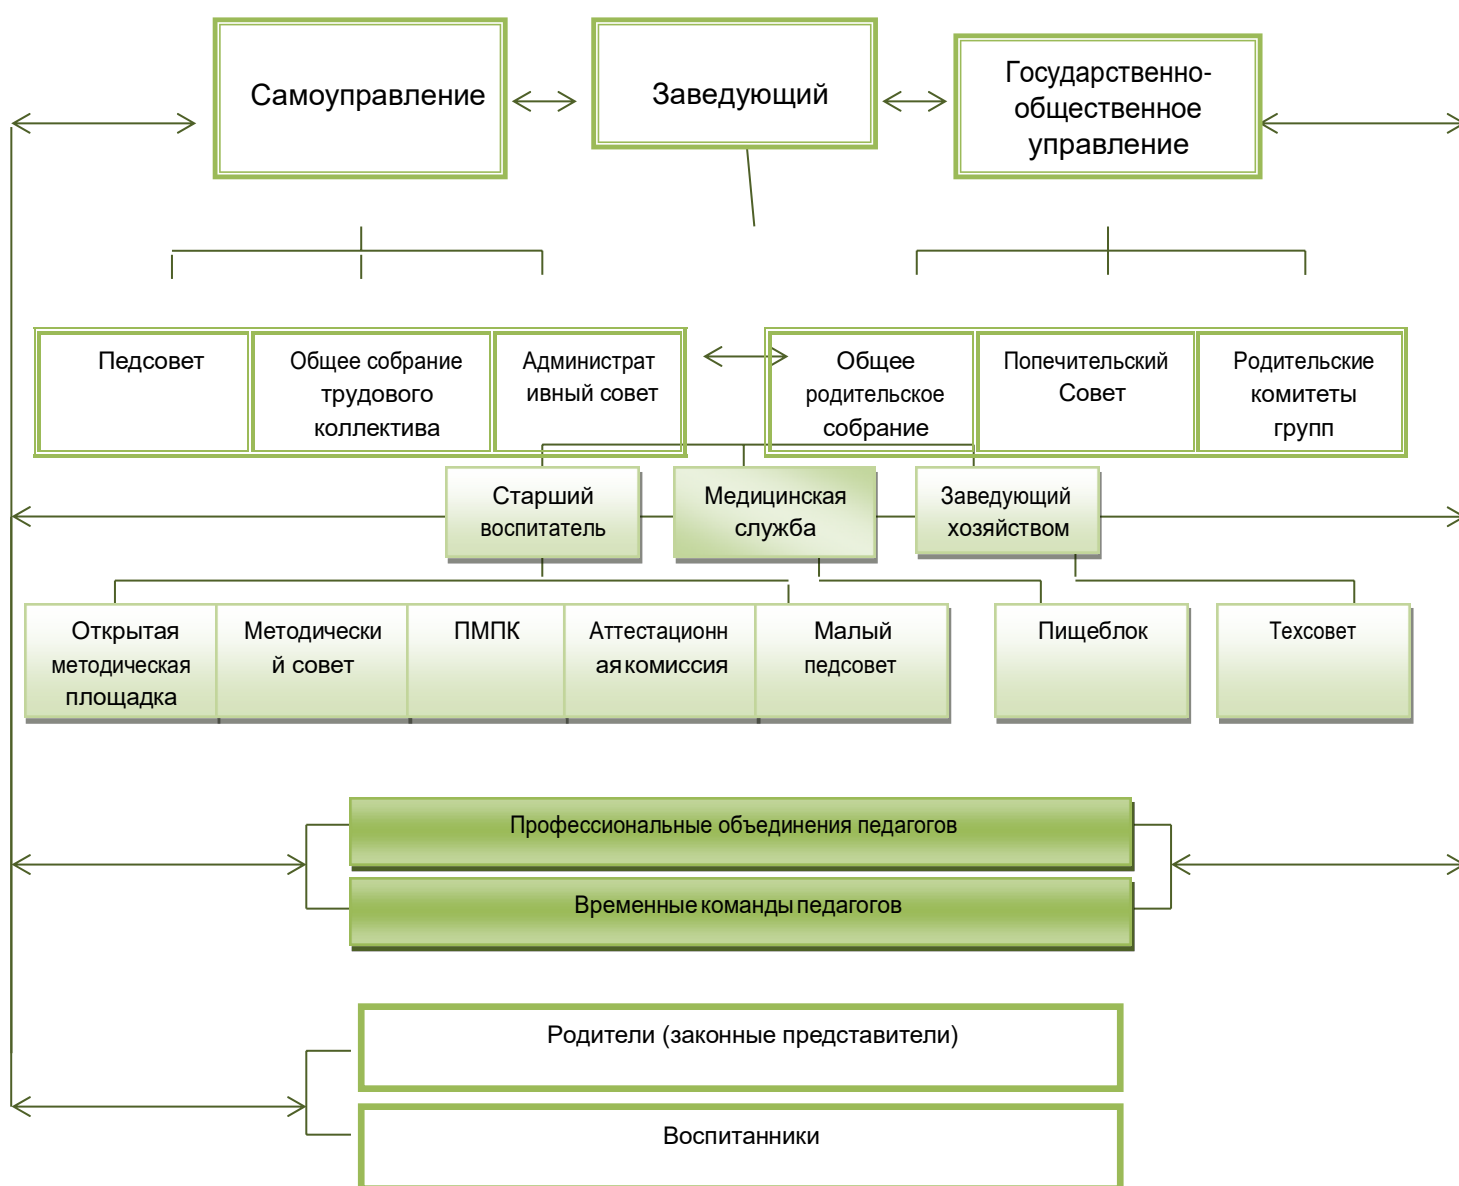 Самоуправление
Заведующий
Государственно-
общественное
управление
Педсовет
Общее собрание
трудового
коллектива
Администрат
ивный совет
Общее
родительское
собрание
Попечительский
Совет
Родительские
комитеты
групп
Старший
воспитатель
Медицинская
служба
Заведующий
хозяйством
Открытая
методическая
площадка
Методически
й совет
ПМПК
Аттестационн
ая комиссия
Малый
педсовет
Пищеблок
Техсовет
Профессиональные объединения педагогов
Временные команды педагогов
Родители (законные представители)
Воспитанники